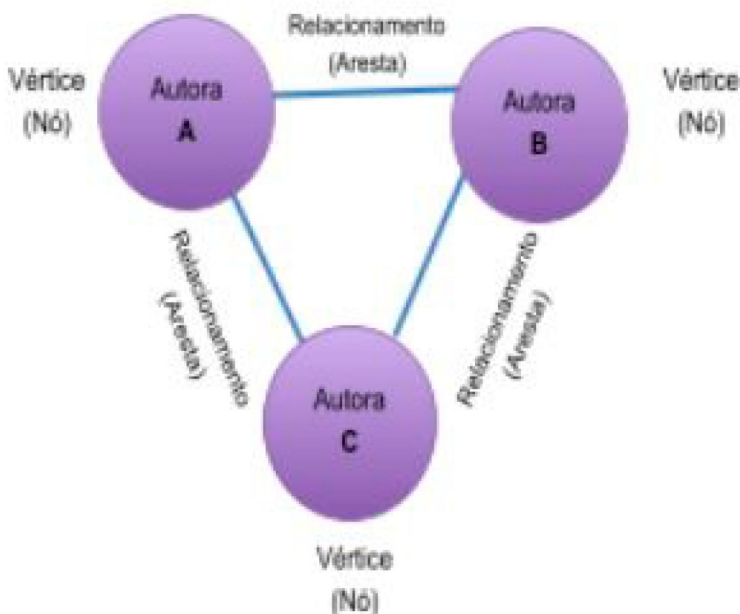 Relacionamento
(Aresta)
Vértice
(Nó)
Autora
A
Autora
B
Vértice
(Nó)
Relacionamento
(Aresta)
Relacionamento
(Aresta)
Autora
C
Vértice
(Nó)